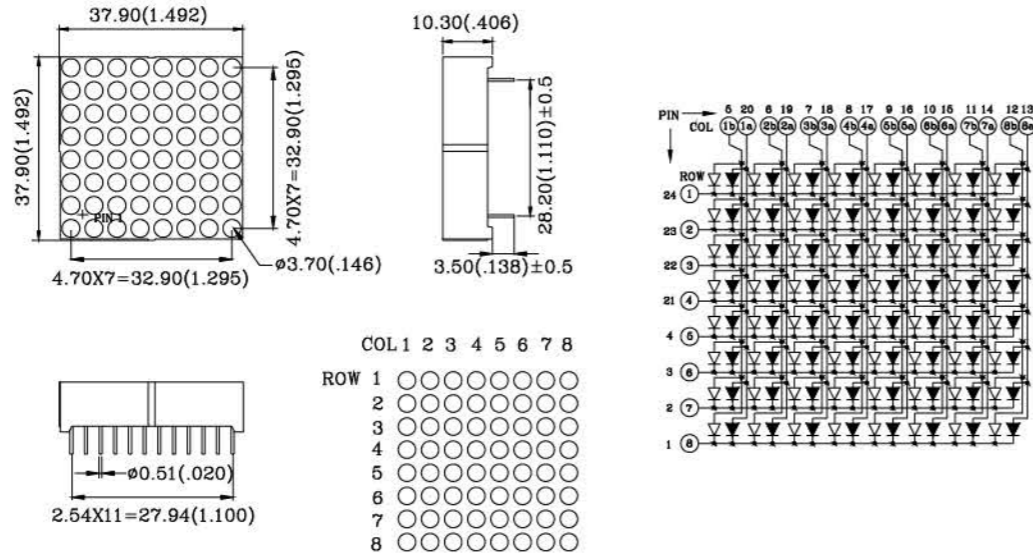 37.90(1.492)
37.90(1.492)
4.70X7=32.90(1.295)
PIN 1
4.70X7=32.90(1.295)
ø3.70(.146)
10.30(.406)
28.20(1.110)±0.5
3.50(.138)±0.5
5 20 6 19 7 18 8 17 9 16 10 15 11 14 12 13
PIN
COL 1b 1a 2b 2a 3b 3a 4b 4a 5b 5a 6b 6a 7b 7a 8b 8a
ROW
24 1
23 2
22 3
21 4
4 5
3 6
2 7
1 8
ø0.51(.020)
2.54X11=27.94(1.100)
COL 1 2 3 4 5 6 7 8
ROW 1
2
3
4
5
6
7
8